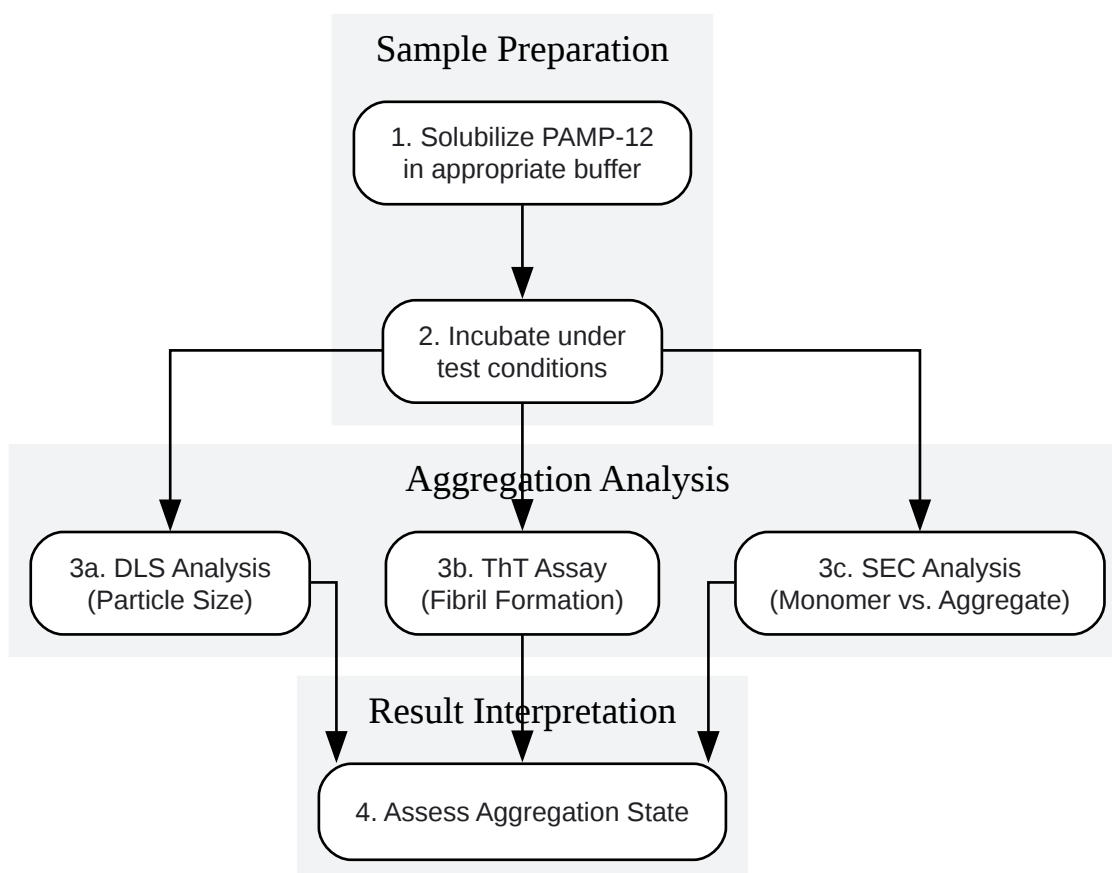 Sample Preparation
1. Solubilize PAMP-12
in appropriate buffer
2. Incubate under
test conditions
Aggregation Analysis
3a. DLS Analysis
(Particle Size)
3b. ThT Assay
(Fibril Formation)
3c. SEC Analysis
(Monomer vs. Aggregate)
Result Interpretation
4. Assess Aggregation State